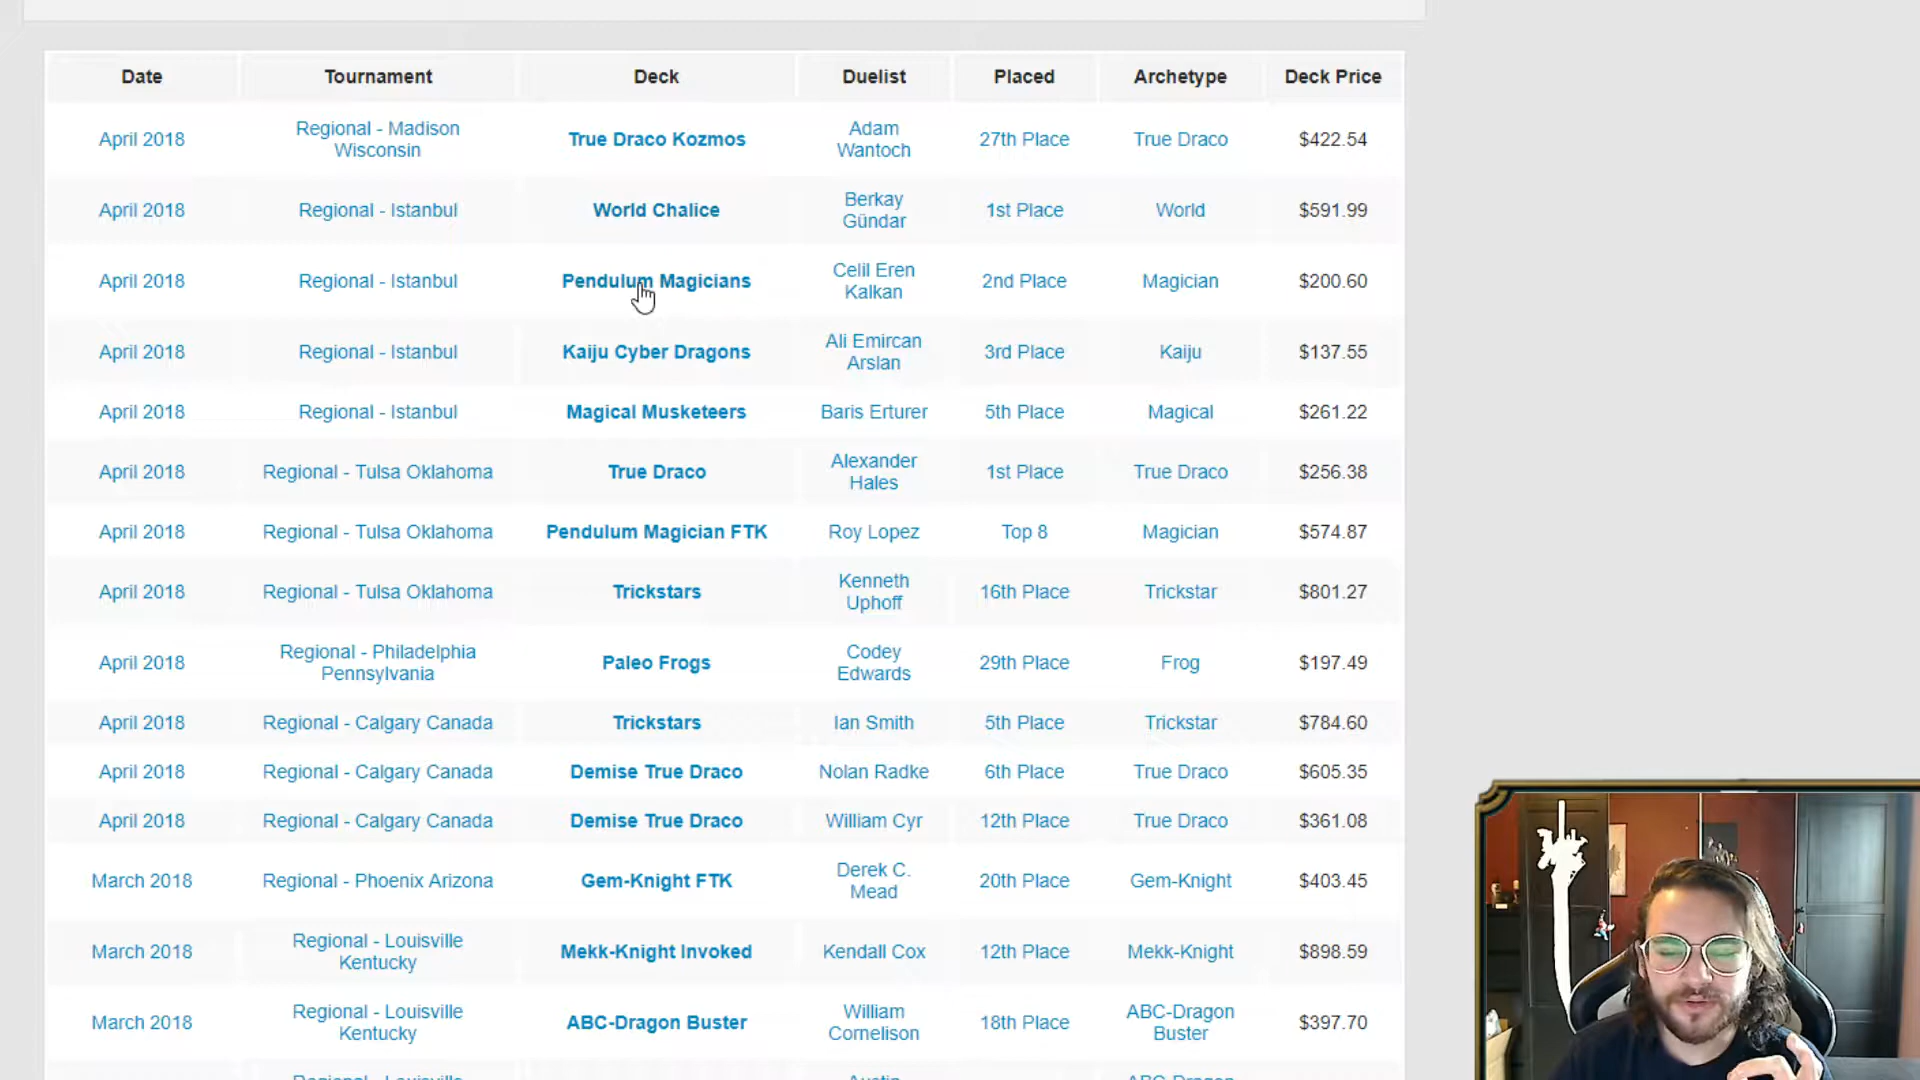 Date Tournament Deck Duelist Placed Archetype Deck Price
April 2018 Regional - Madison Wisconsin True Draco Kozmos Adam Wantoch 27th Place True Draco $422.54
April 2018 Regional - Istanbul World Chalice Berkay Gündar 1st Place World $591.99
April 2018 Regional - Istanbul Pendulum Magicians Celil Eren Kalkan 2nd Place Magician $200.60
April 2018 Regional - Istanbul Kaiju Cyber Dragons Ali Emircan Arslan 3rd Place Kaiju $137.55
April 2018 Regional - Istanbul Magical Musketeers Baris Erturer 5th Place Magical $261.22
April 2018 Regional - Tulsa Oklahoma True Draco Alexander Hales 1st Place True Draco $256.38
April 2018 Regional - Tulsa Oklahoma Pendulum Magician FTK Roy Lopez Top 8 Magician $574.87
April 2018 Regional - Tulsa Oklahoma Trickstars Kenneth Uphoff 16th Place Trickstar $801.27
April 2018 Regional - Philadelphia Pennsylvania Paleo Frogs Codey Edwards 29th Place Frog $197.49
April 2018 Regional - Calgary Canada Trickstars Ian Smith 5th Place Trickstar $784.60
April 2018 Regional - Calgary Canada Demise True Draco Nolan Radke 6th Place True Draco $605.35
April 2018 Regional - Calgary Canada Demise True Draco William Cyr 12th Place True Draco $361.08
March 2018 Regional - Phoenix Arizona Gem-Knight FTK Derek C. Mead 20th Place Gem-Knight $403.45
March 2018 Regional - Louisville Kentucky Mekk-Knight Invoked Kendall Cox 12th Place Mekk-Knight $898.59
March 2018 Regional - Louisville Kentucky ABC-Dragon Buster William Cornelison 18th Place ABC-Dragon Buster $397.70
Regional - Louisville Austin ABC-Dragon